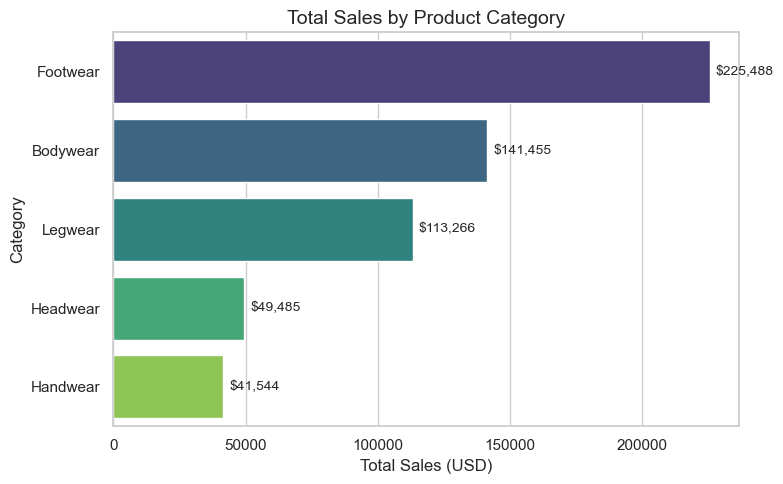 Total Sales by Product Category
Footwear
$225,488
Bodywear
$141,455
Legwear
$113,266
Headwear
$49,485
Handwear
$41,544
Category
0
50000
100000
150000
200000
Total Sales (USD)